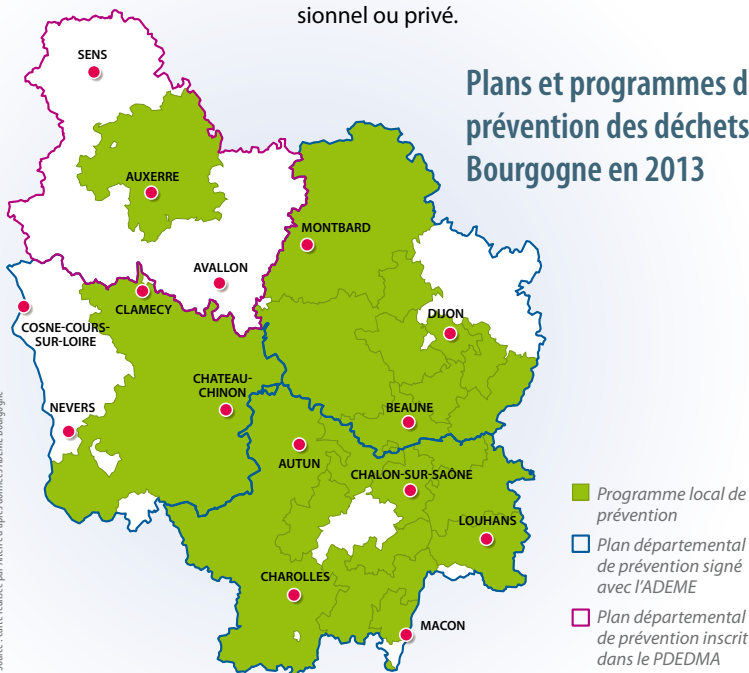 sionnel ou privé.
Plans et programmes d
prévention des déchets
Bourgogne en 2013
SENS
AUXERRE
MONTBARD
AVALLON
CLAMECY
COSNE-COURS-
SUR-LOIRE
DIJON
CHATEAU-
CHINON
NEVERS
BEAUNE
AUTUN
CHALON-SUR-SAÔNE
LOUHANS
CHAROLLES
MACON
Programme local de
prévention
Plan départemental
de prévention signé
avec l'ADEME
Plan départemental
de prévention inscrit
dans le PDEDMA